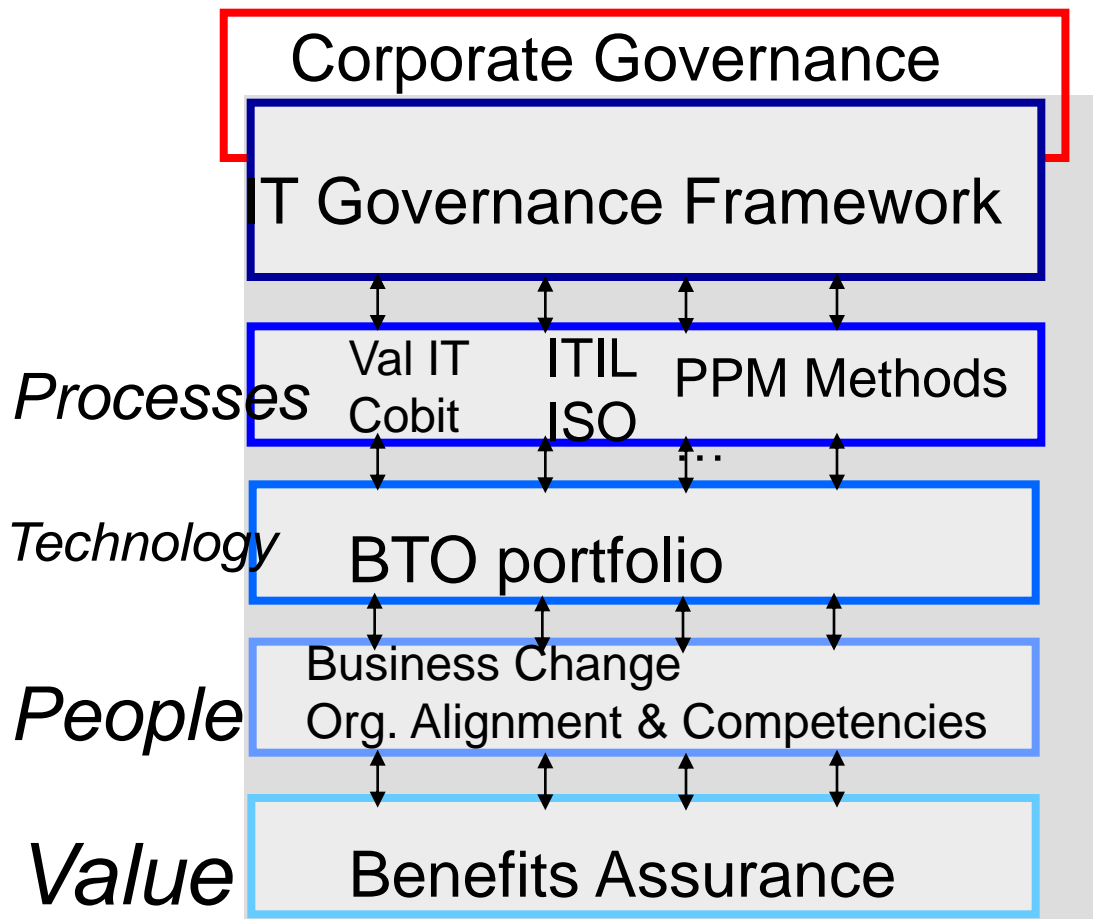 Corporate Governance
IT Governance Framework
Processes
Val IT
Cobit
ITIL
ISO
PPM Methods
...
Technology
BTO portfolio
People
Business Change
Org. Alignment & Competencies
Value
Benefits Assurance